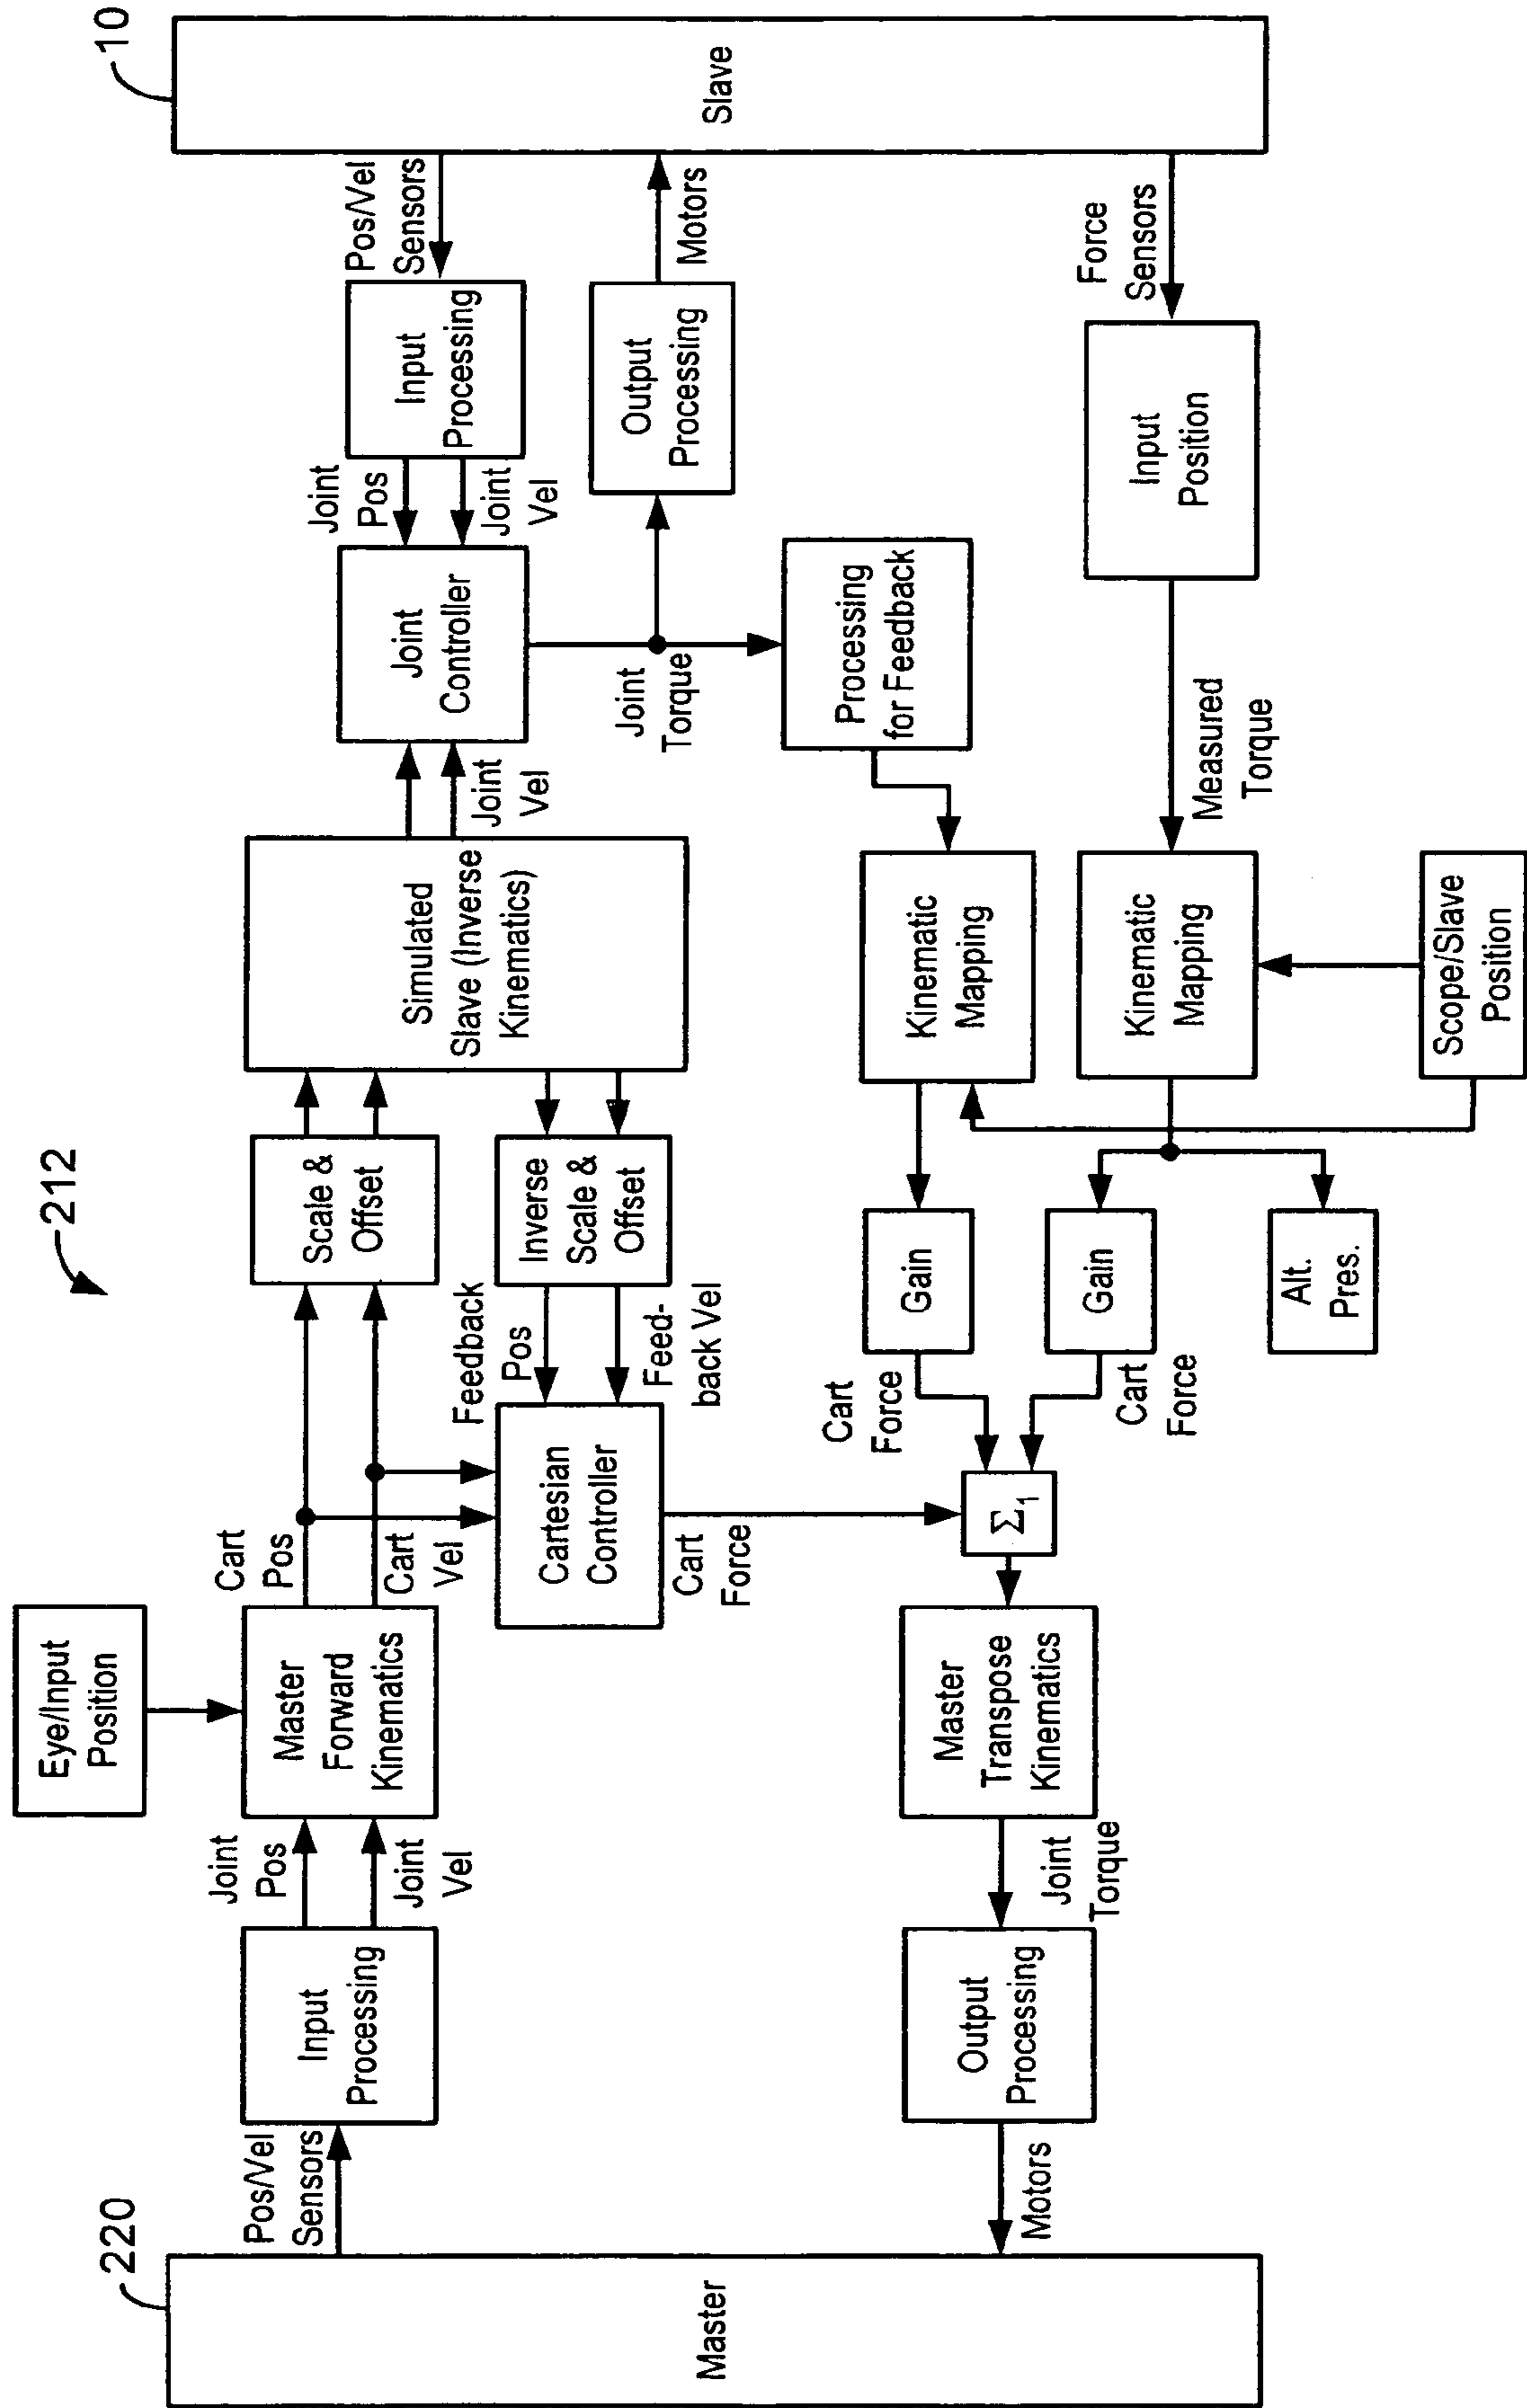 212
220
Master
Pos/Vel
Sensors
Input
Processing
Joint
Pos
Joint
Vel
Eye/Input
Position
Master
Forward
Kinematics
Cart
Pos
Cart
Vel
Scale &
Offset
Simulated
Slave (Inverse
Kinematics)
Joint
Vel
Joint
Controller
Joint
Pos
Joint
Vel
Input
Processing
Pos/Vel
Sensors
10
Slave
Cartesian
Controller
Feedback
Pos
Feed-
back Vel
Inverse
Scale &
Offset
Joint
Torque
Output
Processing
Motors
Processing
for Feedback
Cart
Force
Cart
Force
Gain
Kinematic
Mapping
Motors
Output
Processing
Joint
Torque
Master
Transpose
Kinematics
Σ1
Cart
Force
Gain
Kinematic
Mapping
Measured
Torque
Input
Position
Force
Sensors
Alt.
Pres.
Scope/Slave
Position